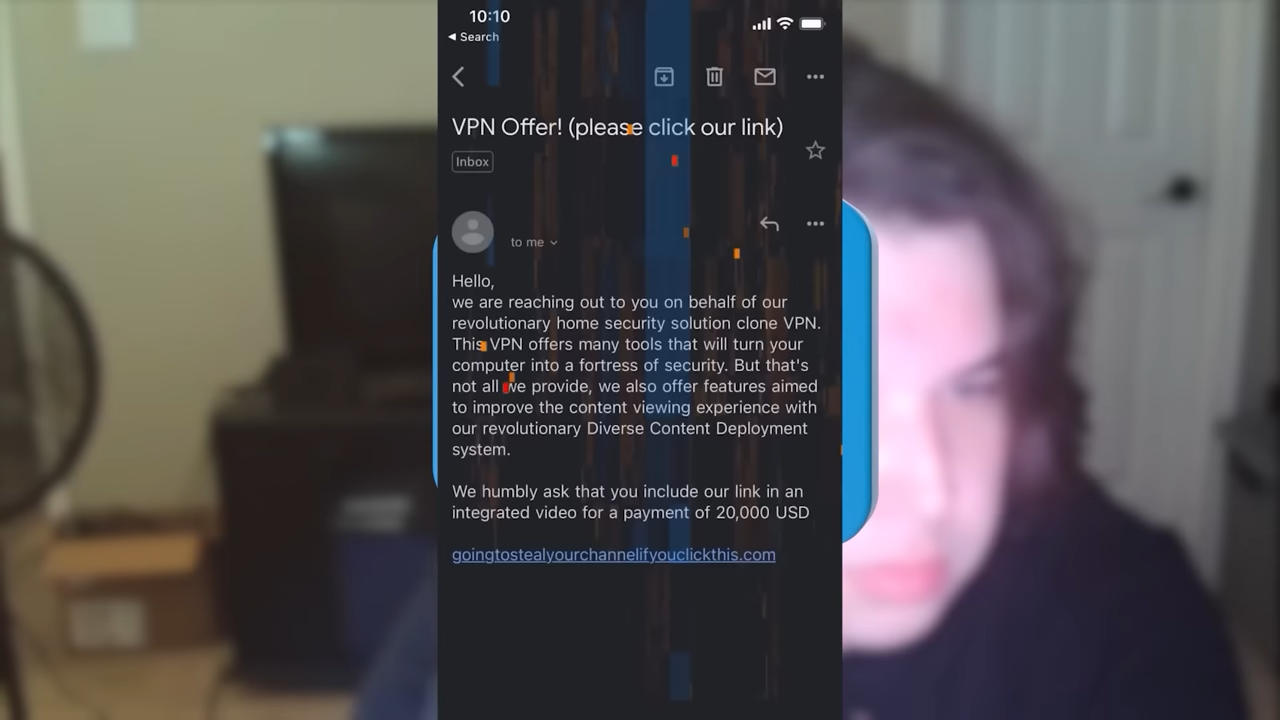 10:10
Search
VPN Offer! (please click our link)
Inbox
to me
Hello,
we are reaching out to you on behalf of our
revolutionary home security solution clone VPN.
This VPN offers many tools that will turn your
computer into a fortress of security. But that's
not all we provide, we also offer features aimed
to improve the content viewing experience with
our revolutionary Diverse Content Deployment
system.
We humbly ask that you include our link in an
integrated video for a payment of 20,000 USD
goingtostealyourchannelifyouclickthis.com